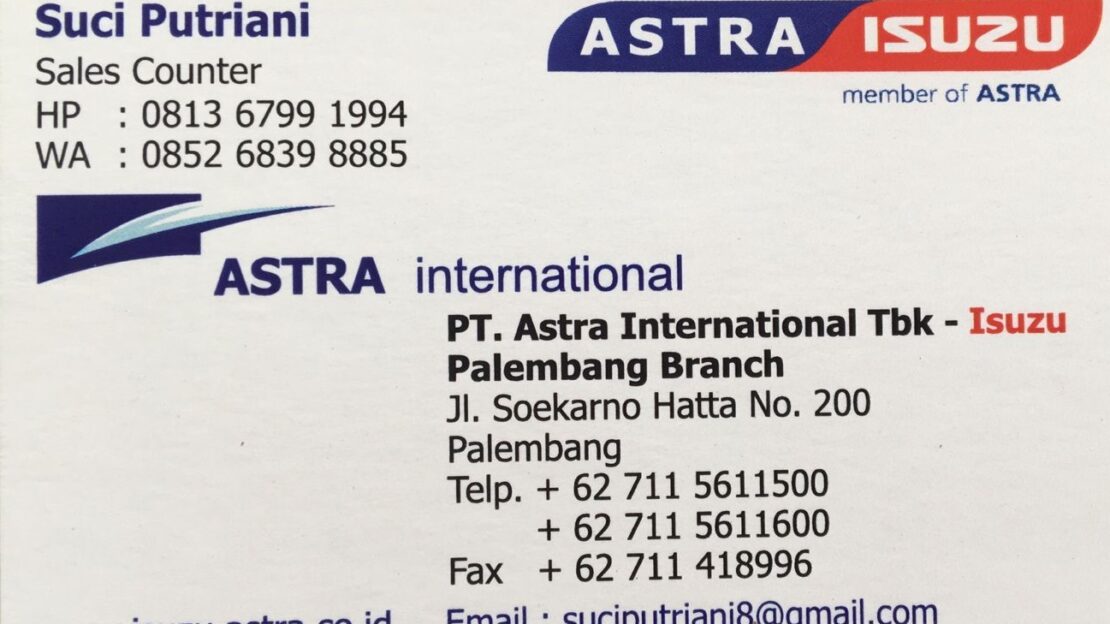 Suci Putriani
Sales Counter
HP : 0813 6799 1994
WA : 0852 6839 8885
ASTRA ISUZU
member of ASTRA
ASTRA international
PT. Astra International Tbk - Isuzu
Palembang Branch
Jl. Soekarno Hatta No. 200
Palembang
Telp. + 62 711 5611500
+ 62 711 5611600
Fax + 62 711 418996
Email : suciputriani8@gmail.com